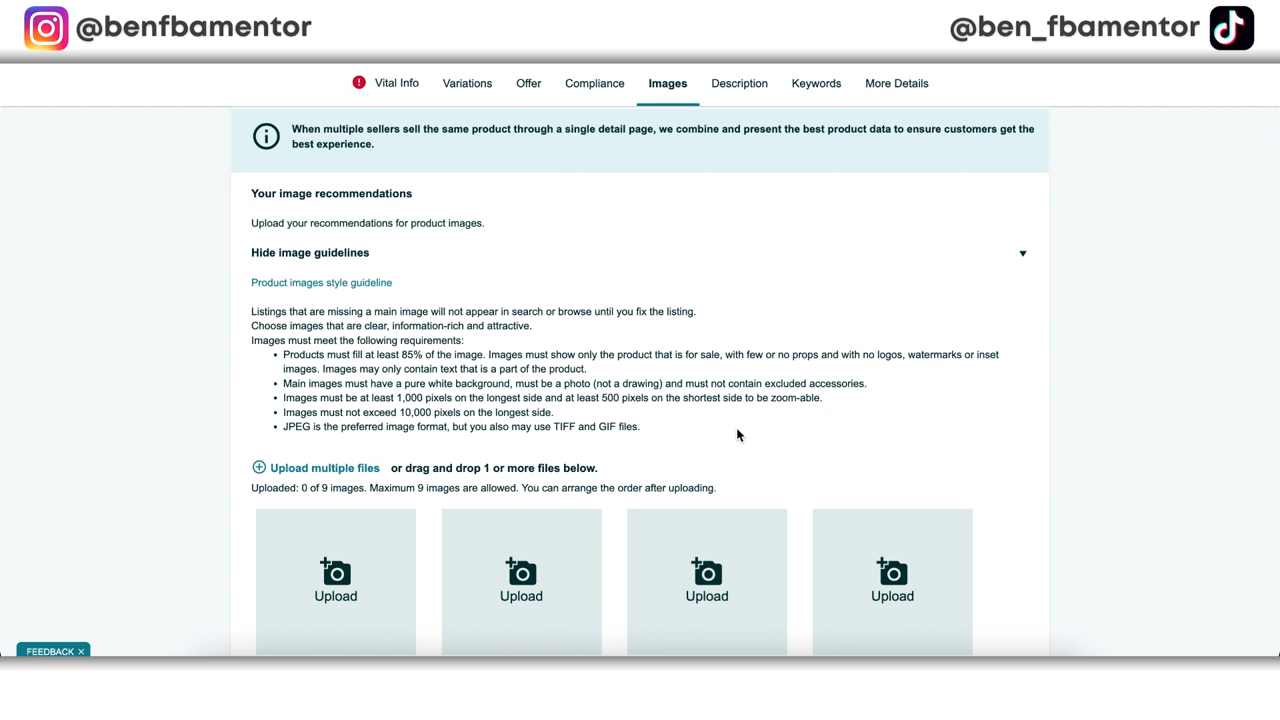 @benfbamentor
@ben_fbamentor
Vital Info
Variations
Offer
Compliance
Images
Description
Keywords
More Details
When multiple sellers sell the same product through a single detail page, we combine and present the best product data to ensure customers get the
best experience.
Your image recommendations
Upload your recommendations for product images.
Hide image guidelines
Product images style guideline
Listings that are missing a main image will not appear in search or browse until you fix the listing.
Choose images that are clear, information-rich and attractive.
Images must meet the following requirements:
• Products must fill at least 85% of the image. Images must show only the product that is for sale, with few or no props and with no logos, watermarks or inset
images. Images may only contain text that is a part of the product.
• Main images must have a pure white background, must be a photo (not a drawing) and must not contain excluded accessories.
• Images must be at least 1,000 pixels on the longest side and at least 500 pixels on the shortest side to be zoom-able.
• Images must not exceed 10,000 pixels on the longest side.
• JPEG is the preferred image format, but you also may use TIFF and GIF files.
Upload multiple files or drag and drop 1 or more files below.
Uploaded: 0 of 9 images. Maximum 9 images are allowed. You can arrange the order after uploading.
Upload
Upload
Upload
Upload
FEEDBACK ×